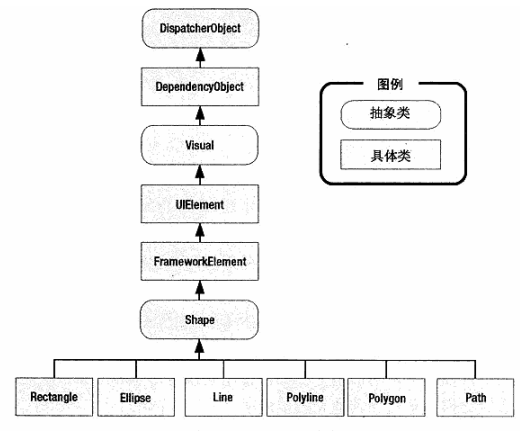 DispatcherObject
DependencyObject
Visual
UIElement
FrameworkElement
Shape
Rectangle
Ellipse
Line
Polyline
Polygon
Path
图例
抽象类
具体类